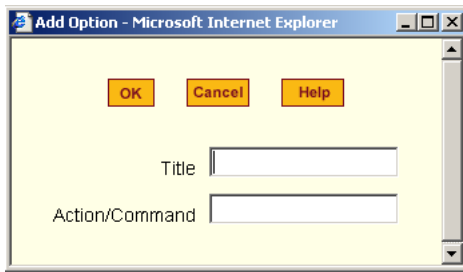 Add Option - Microsoft Internet Explorer
OK Cancel Help
Title
Action/Command